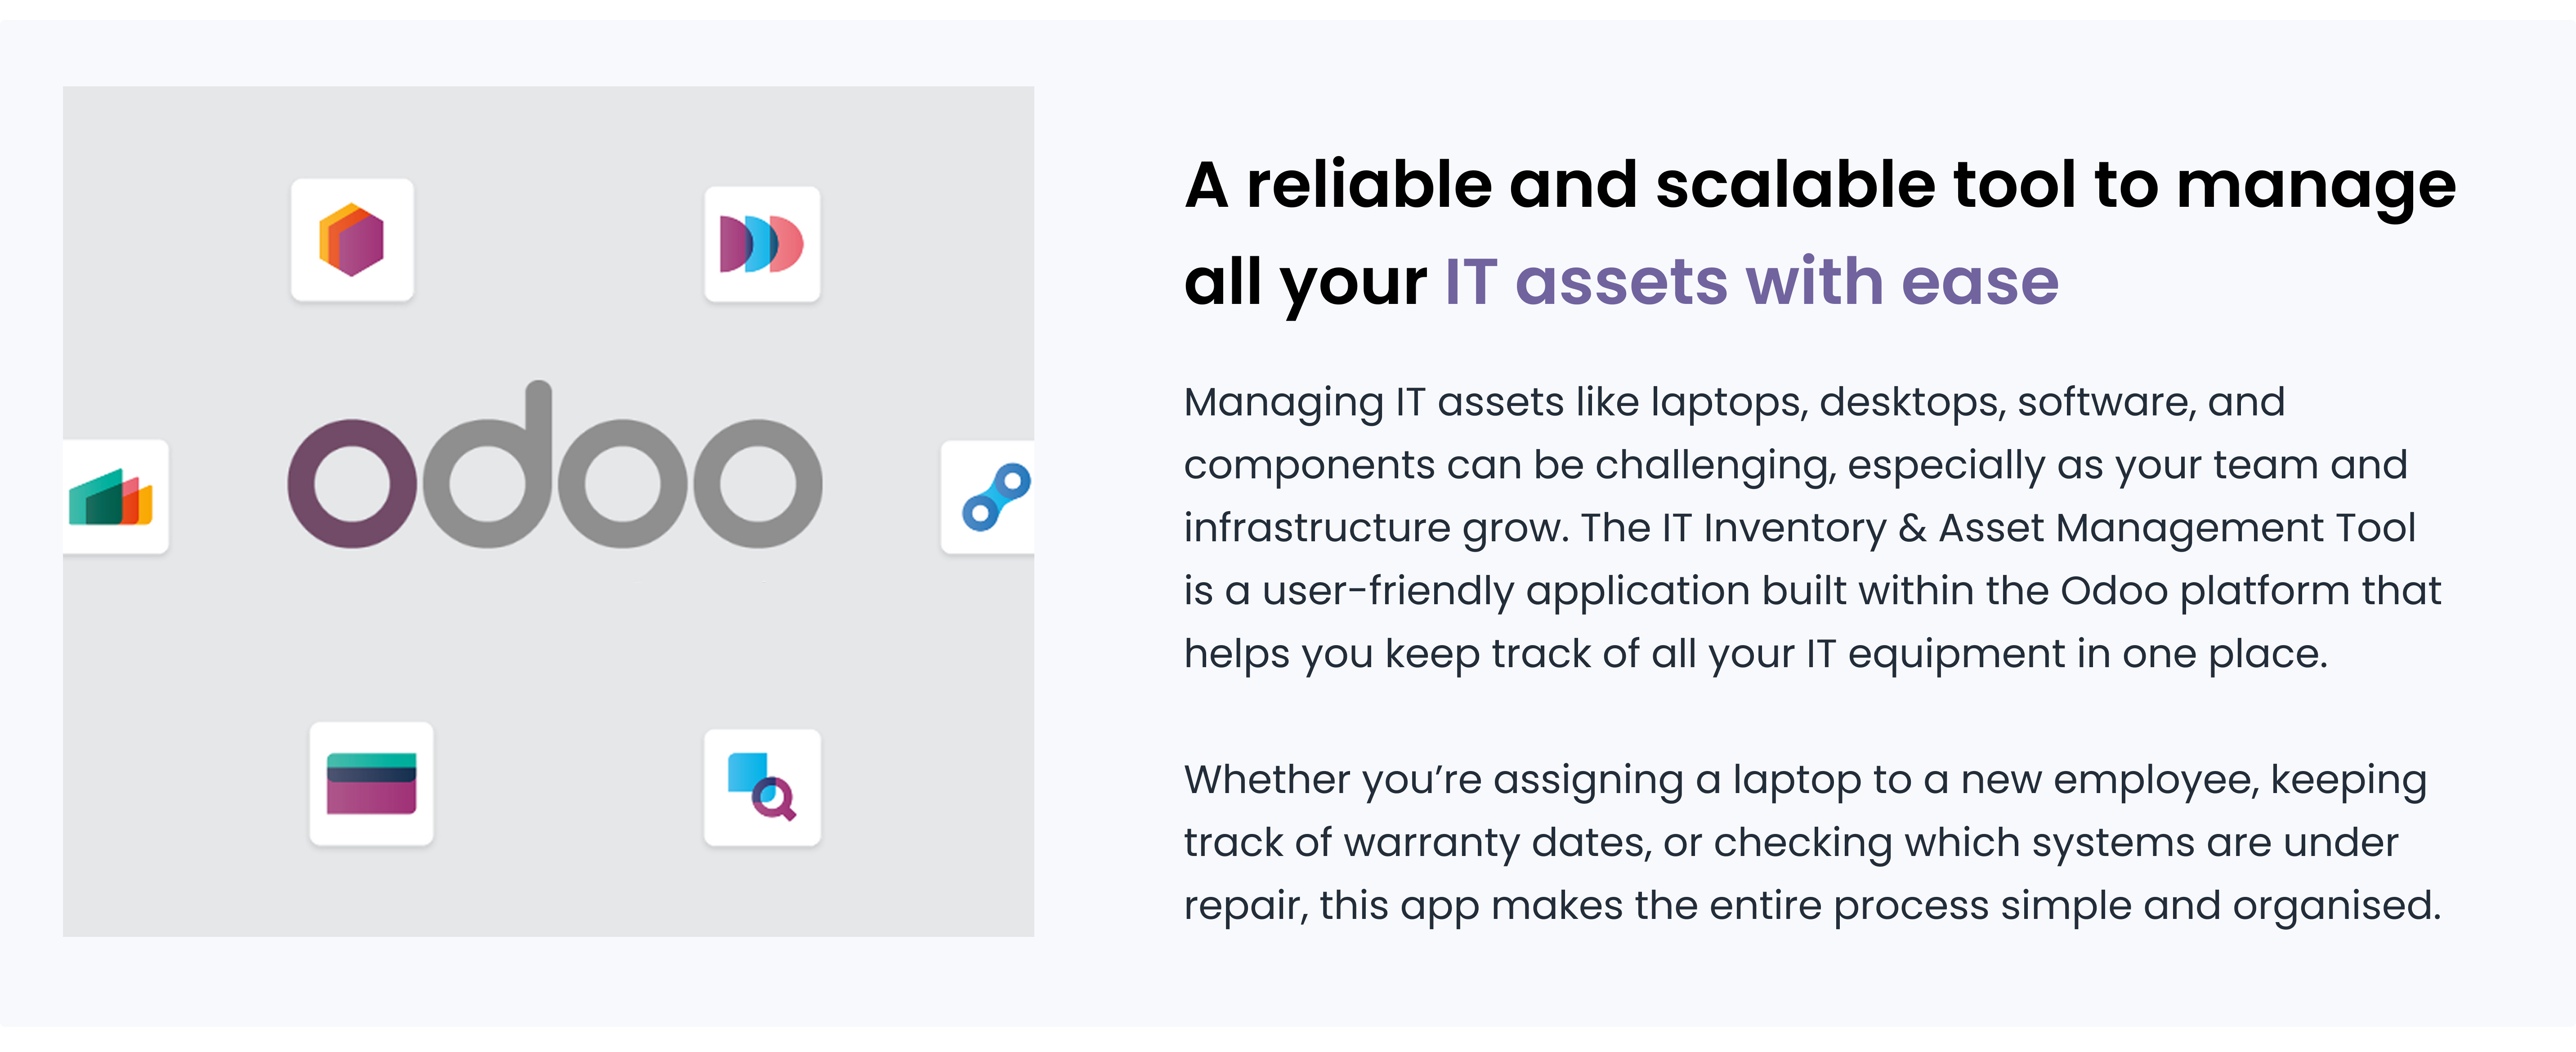 odoo
A reliable and scalable tool to manage
all your IT assets with ease
Managing IT assets like laptops, desktops, software, and
components can be challenging, especially as your team and
infrastructure grow. The IT Inventory & Asset Management Tool
is a user-friendly application built within the Odoo platform that
helps you keep track of all your IT equipment in one place.
Whether you’re assigning a laptop to a new employee, keeping
track of warranty dates, or checking which systems are under
repair, this app makes the entire process simple and organised.